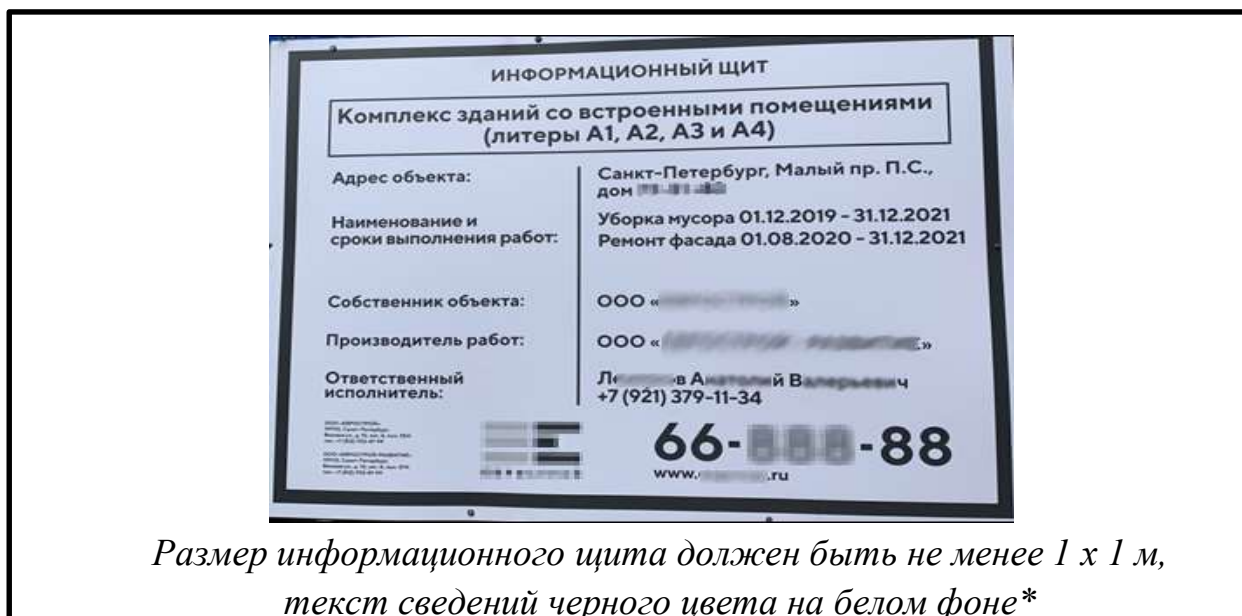 ИНФОРМАЦИОННЫЙ ЩИТ
Комплекс зданий со встроенными помещениями
(литеры А1, А2, А3 и А4)
Адрес объекта:
Санкт-Петербург, Малый пр. П.С.,
дом
Наименование и
сроки выполнения работ:
Уборка мусора 01.12.2019 - 31.12.2021
Ремонт фасада 01.08.2020 - 31.12.2021
Собственник объекта:
ООО « »
Производитель работ:
ООО « »
Ответственный
исполнитель:
+7 (921) 379-11-34
66- -88
www. .ru
Размер информационного щита должен быть не менее 1 х 1 м,
текст сведений черного цвета на белом фоне*